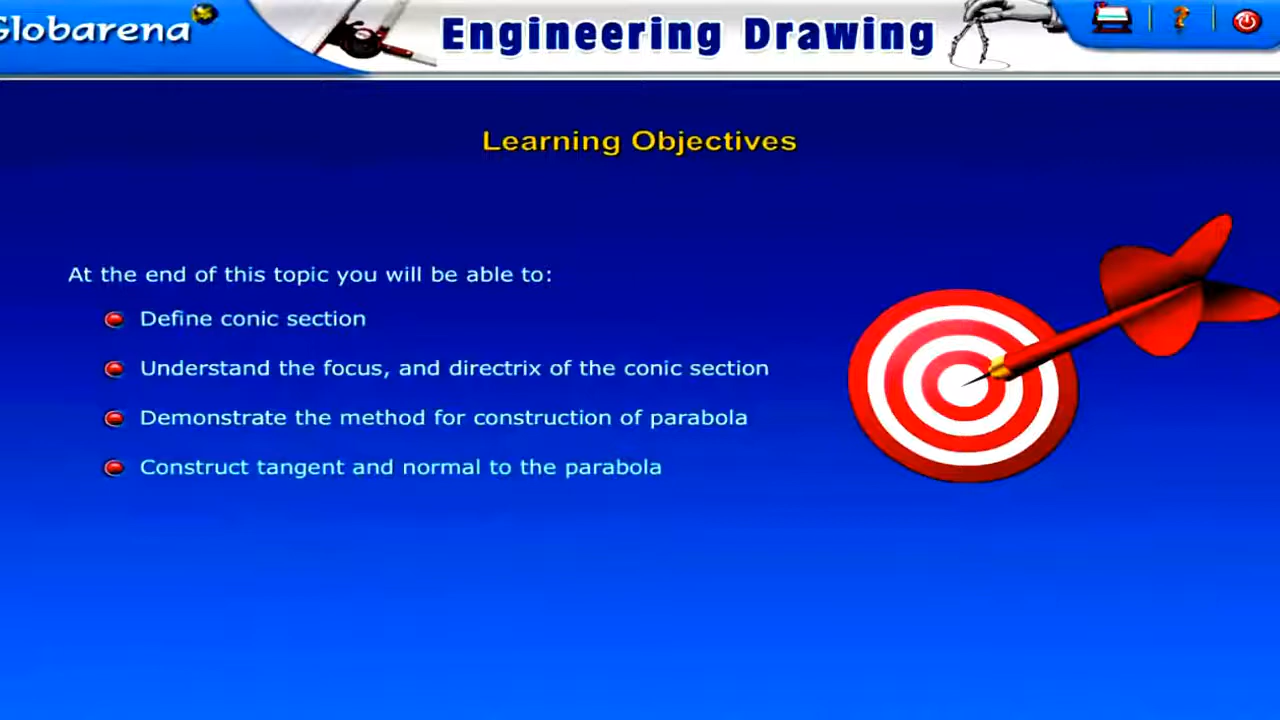 Globarena
Engineering Drawing
Learning Objectives
At the end of this topic you will be able to:
Define conic section
Understand the focus, and directrix of the conic section
Demonstrate the method for construction of parabola
Construct tangent and normal to the parabola